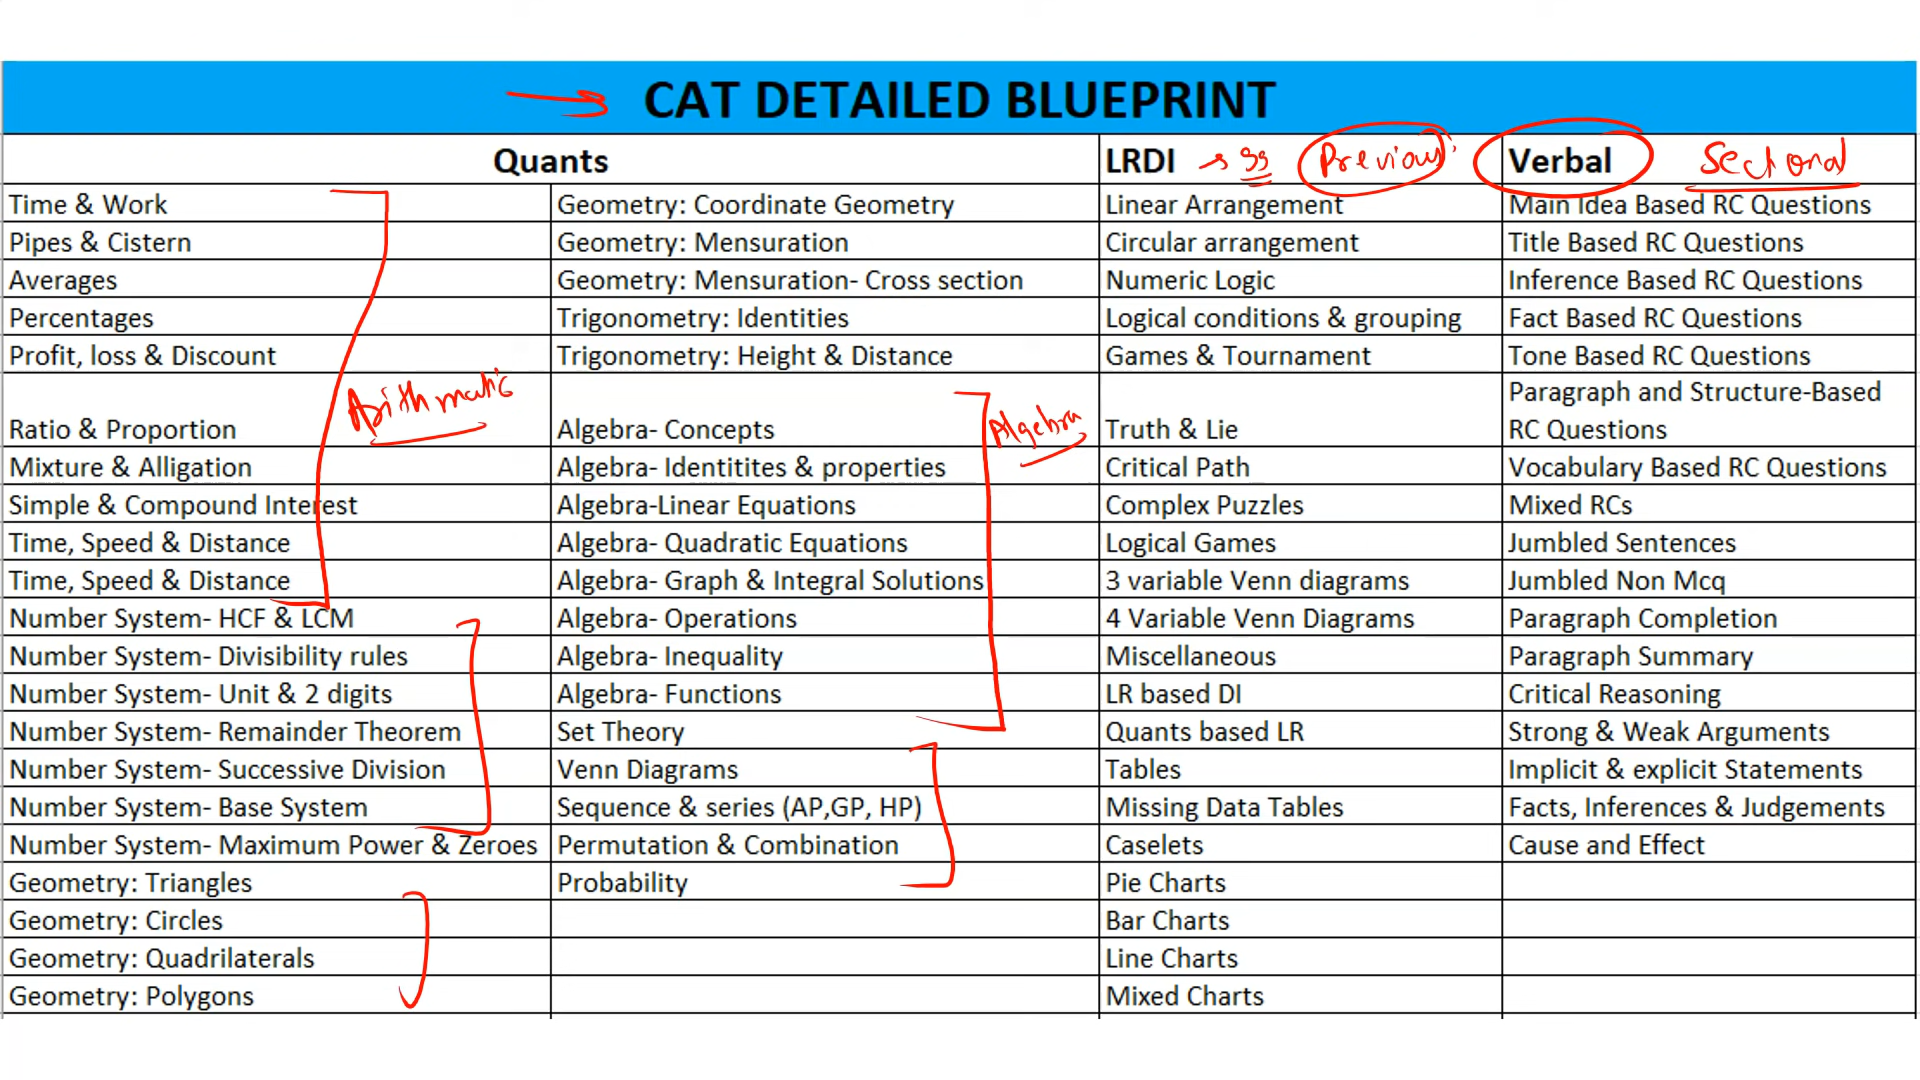 CAT DETAILED BLUEPRINT
Quants
LRDI
Previous
Verbal
Sectional
Time & Work
Geometry: Coordinate Geometry
Linear Arrangement
Main Idea Based RC Questions
Pipes & Cistern
Geometry: Mensuration
Circular arrangement
Title Based RC Questions
Averages
Geometry: Mensuration- Cross section
Numeric Logic
Inference Based RC Questions
Percentages
Trigonometry: Identities
Logical conditions & grouping
Fact Based RC Questions
Profit, loss & Discount
Trigonometry: Height & Distance
Games & Tournament
Tone Based RC Questions
Arithmatic
Algebra
Ratio & Proportion
Algebra- Concepts
Truth & Lie
Paragraph and Structure-Based
RC Questions
Mixture & Alligation
Algebra- Identitites & properties
Critical Path
Vocabulary Based RC Questions
Simple & Compound Interest
Algebra-Linear Equations
Complex Puzzles
Mixed RCs
Time, Speed & Distance
Algebra- Quadratic Equations
Logical Games
Jumbled Sentences
Time, Speed & Distance
Algebra- Graph & Integral Solutions
3 variable Venn diagrams
Jumbled Non Mcq
Number System- HCF & LCM
Algebra- Operations
4 Variable Venn Diagrams
Paragraph Completion
Number System- Divisibility rules
Algebra- Inequality
Miscellaneous
Paragraph Summary
Number System- Unit & 2 digits
Algebra- Functions
LR based DI
Critical Reasoning
Number System- Remainder Theorem
Set Theory
Quants based LR
Strong & Weak Arguments
Number System- Successive Division
Venn Diagrams
Tables
Implicit & explicit Statements
Number System- Base System
Sequence & series (AP,GP, HP)
Missing Data Tables
Facts, Inferences & Judgements
Number System- Maximum Power & Zeroes
Permutation & Combination
Caselets
Cause and Effect
Geometry: Triangles
Probability
Pie Charts
Geometry: Circles
Bar Charts
Geometry: Quadrilaterals
Line Charts
Geometry: Polygons
Mixed Charts